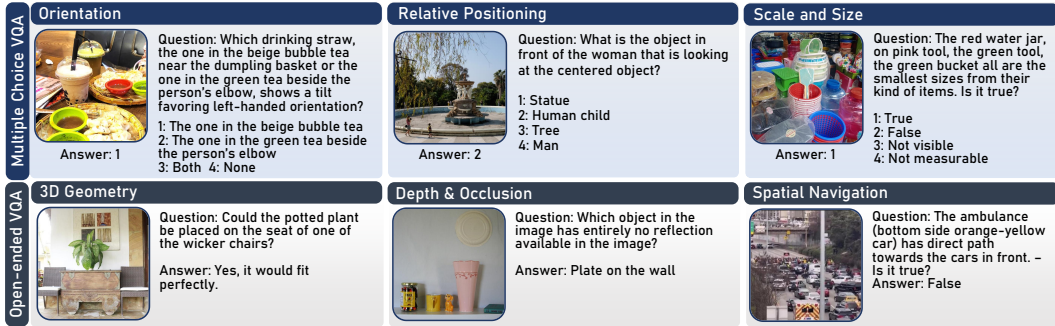 Multiple Choice VQA
Orientation
Question: Which drinking straw,
the one in the beige bubble tea
near the dumpling basket or the
one in the green tea beside the
person's elbow, shows a tilt
favoring left-handed orientation?
1: The one in the beige bubble tea
2: The one in the green tea beside
the person's elbow
3: Both 4: None
Answer: 1
Relative Positioning
Question: What is the object in
front of the woman that is looking
at the centered object?
1: Statue
2: Human child
3: Tree
4: Man
Answer: 2
Scale and Size
Question: The red water jar,
on pink tool, the green tool,
the green bucket all are the
smallest sizes from their
kind of items. Is it true?
1: True
2: False
3: Not visible
4: Not measurable
Answer: 1
Open-ended VQA
3D Geometry
Question: Could the potted plant
be placed on the seat of one of
the wicker chairs?
Answer: Yes, it would fit
perfectly.
Depth & Occlusion
Question: Which object in the
image has entirely no reflection
available in the image?
Answer: Plate on the wall
Spatial Navigation
Question: The ambulance
(bottom side orange-yellow
car) has direct path
towards the cars in front. –
Is it true?
Answer: False